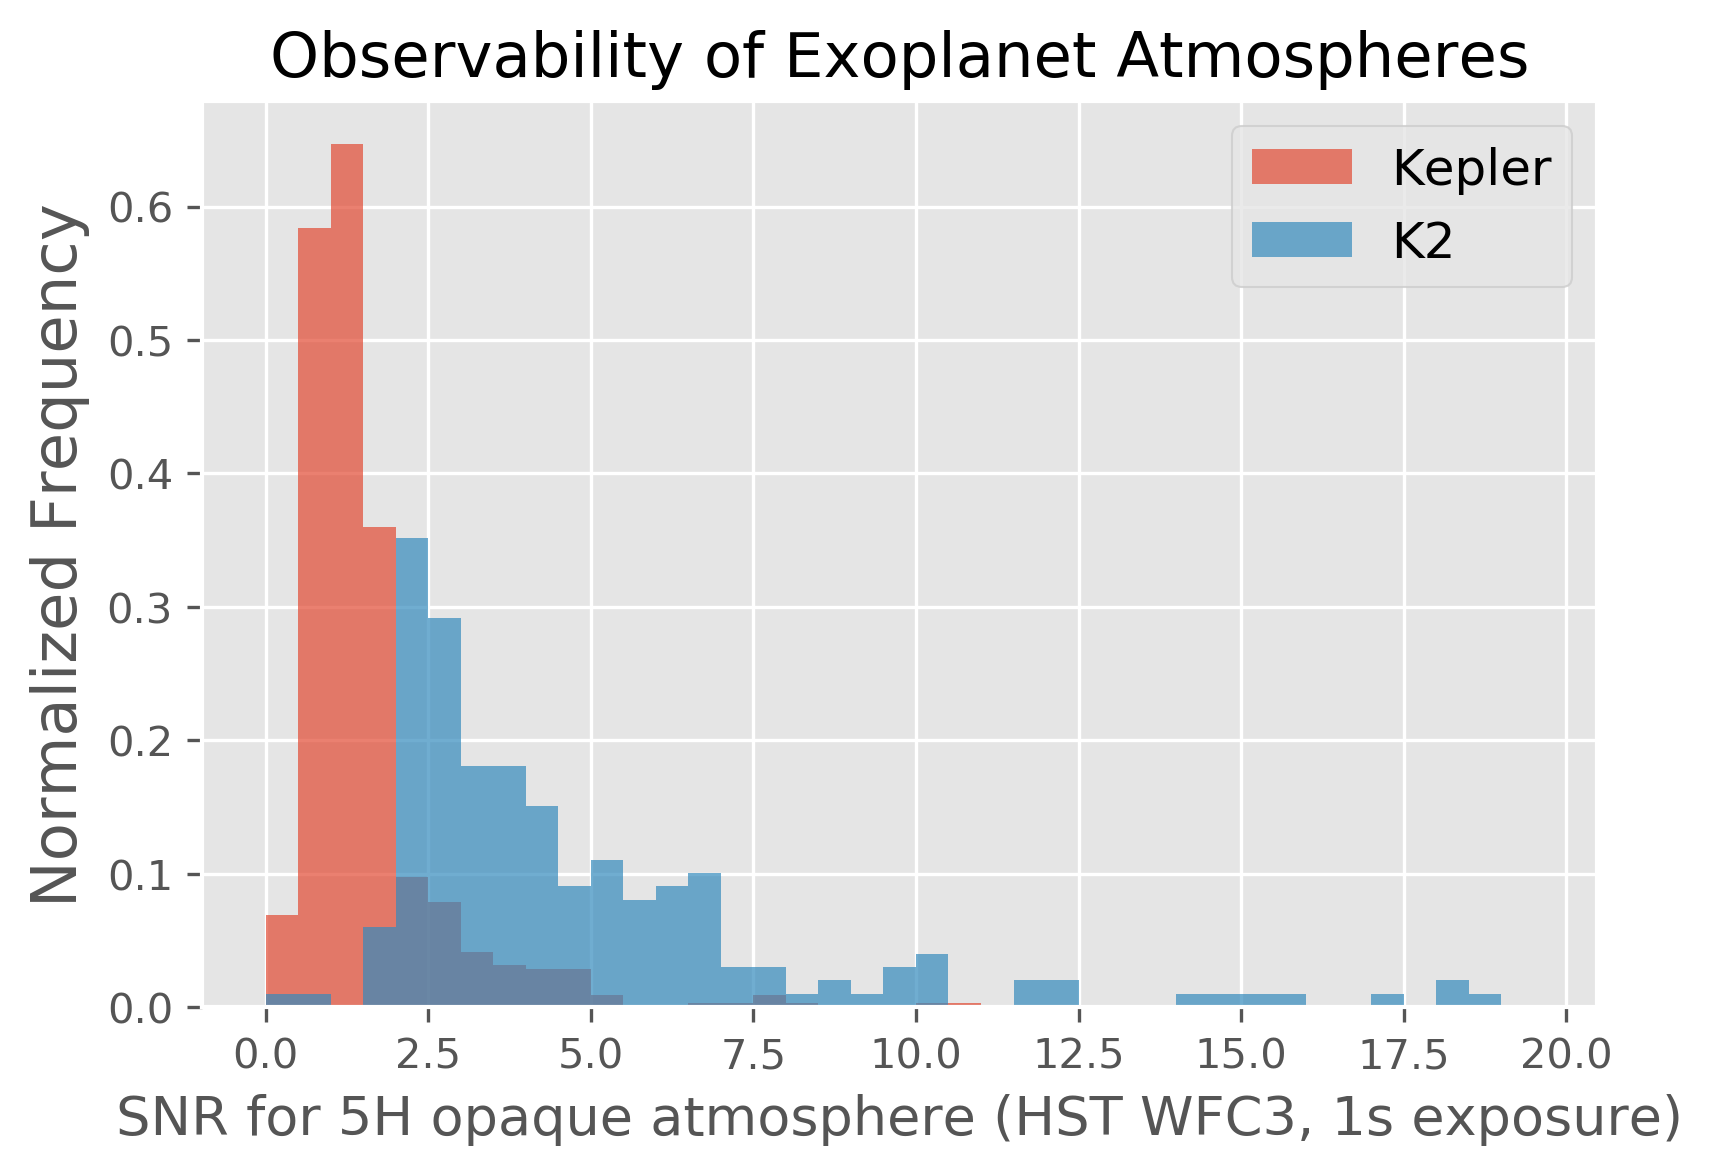 Observability of Exoplanet Atmospheres
Kepler
K2
Normalized Frequency
0.6
0.5
0.4
0.3
0.2
0.1
0.0
0.0 2.5 5.0 7.5 10.0 12.5 15.0 17.5 20.0
SNR for 5H opaque atmosphere (HST WFC3, 1s exposure)